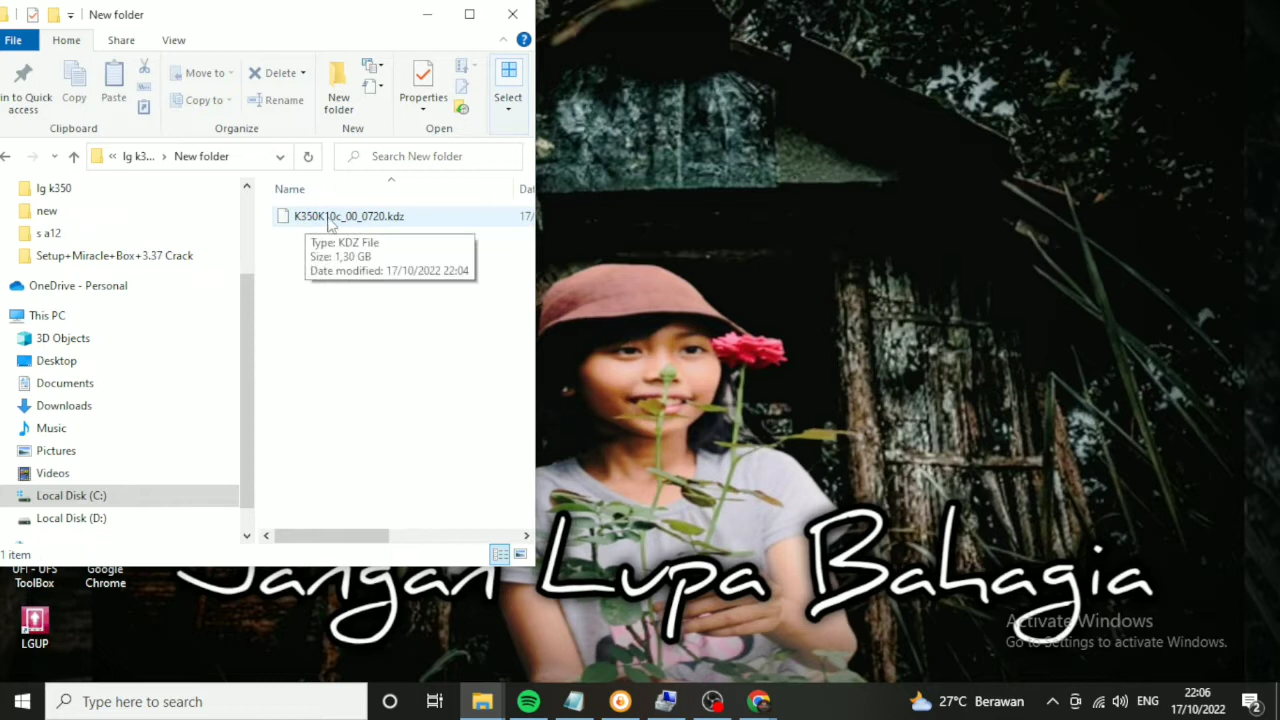 New folder
File
Home
Share
View
in to Quick access
Copy
Paste
Clipboard
Move to
Copy to
Delete
Rename
Organize
New folder
New
Properties
Open
Select
« lg k3... › New folder
Search New folder
lg k350
new
s a12
Setup+Miracle+Box+3.37 Crack
OneDrive - Personal
This PC
3D Objects
Desktop
Documents
Downloads
Music
Pictures
Videos
Local Disk (C:)
Local Disk (D:)
Name
Dat
K350K10c_00_0720.kdz
17/
Type: KDZ File
Size: 1,30 GB
Date modified: 17/10/2022 22:04
1 item
UFI - UFS
ToolBox
Google
Chrome
LGUP
Jangan Lupa Bahagia
Activate Windows
Go to Settings to activate Windows.
Type here to search
27°C Berawan
ENG
22:06
17/10/2022
2